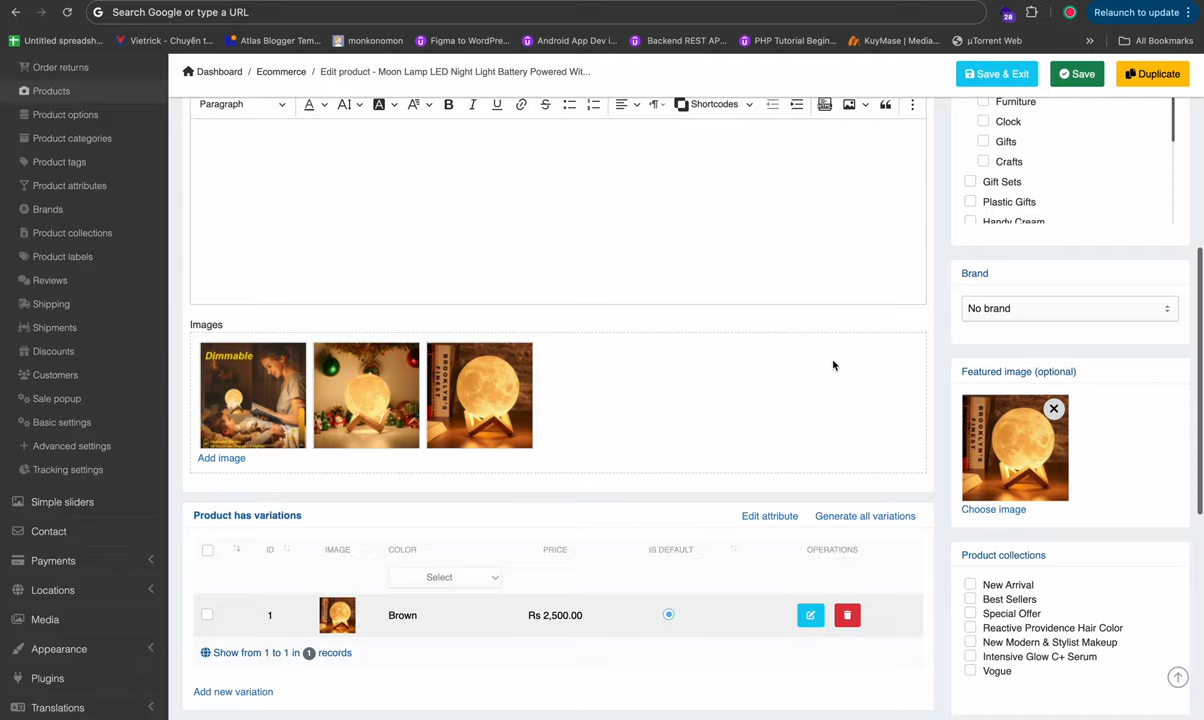 Search Google or type a URL
28
Relaunch to update
Untitled spreadsh...
Vietrick - Chuyên t...
Atlas Blogger Tem...
monkonomon
Figma to WordPre...
Android App Dev i...
Backend REST AP...
PHP Tutorial Begin...
KuyMase | Media...
µTorrent Web
All Bookmarks
Order returns
Products
Product options
Product categories
Product tags
Product attributes
Brands
Product collections
Product labels
Reviews
Shipping
Shipments
Discounts
Customers
Sale popup
Basic settings
Advanced settings
Tracking settings
Simple sliders
Contact
Payments
Locations
Media
Appearance
Plugins
Translations
Dashboard / Ecommerce / Edit product - Moon Lamp LED Night Light Battery Powered Wit...
Save & Exit
Save
Duplicate
Paragraph
Shortcodes
Images
Dimmable
BROOKLYN'S FINEST
Add image
Product has variations
Edit attribute
Generate all variations
ID IMAGE COLOR PRICE IS DEFAULT OPERATIONS
Select
1 Brown Rs 2,500.00
Show from 1 to 1 in 1 records
Add new variation
Furniture
Clock
Gifts
Crafts
Gift Sets
Plastic Gifts
Handy Cream
Brand
No brand
Featured image (optional)
BROOKLYN'S FINEST
Choose image
Product collections
New Arrival
Best Sellers
Special Offer
Reactive Providence Hair Color
New Modern & Stylist Makeup
Intensive Glow C+ Serum
Vogue